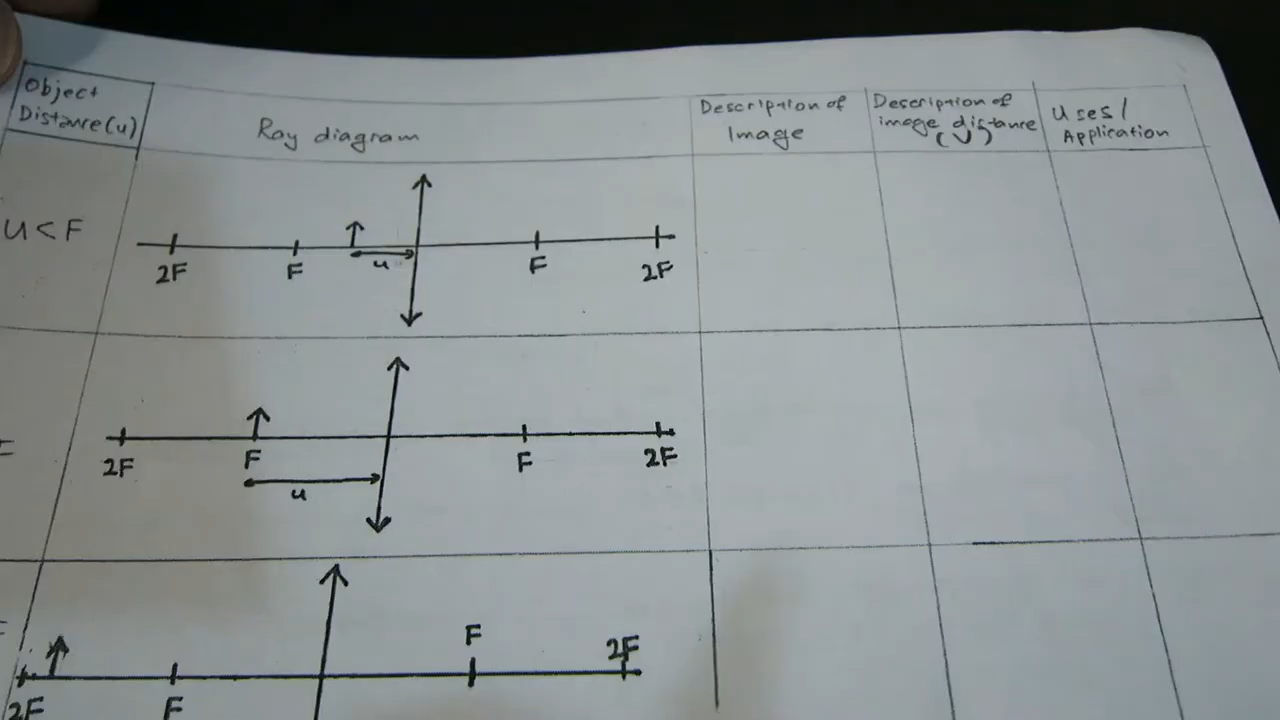 Object
Distance(u)
Ray diagram
Description of
Image
Description of
image distance
(V)
Uses/
Application
U < F
2F
F
u
F
2F
2F
F
u
F
2F
2F
F
F
2F